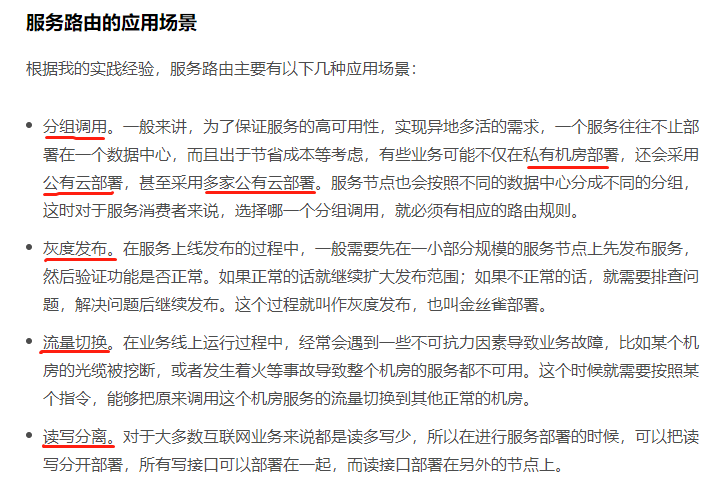 服务路由的应用场景
根据我的实践经验，服务路由主要有以下几种应用场景：
分组调用。一般来讲，为了保证服务的高可用性，实现异地多活的需求，一个服务往往不止部
署在一个数据中心，而且出于节省成本等考虑，有些业务可能不仅在私有机房部署，还会采用
公有云部署，甚至采用多家公有云部署。服务节点也会按照不同的数据中心分成不同的分组，
这时对于服务消费者来说，选择哪一个分组调用，就必须有相应的路由规则。
灰度发布。在服务上线发布的过程中，一般需要先在一小部分规模的服务节点上先发布服务，
然后验证功能是否正常。如果正常的话就继续扩大发布范围；如果不正常的话，就需要排查问
题，解决问题后继续发布。这个过程就叫作灰度发布，也叫金丝雀部署。
流量切换。在业务线上运行过程中，经常会遇到一些不可抗力因素导致业务故障，比如某个机
房的光缆被挖断，或者发生着火等事故导致整个机房的服务都不可用。这个时候就需要按照某
个指令，能够把原来调用这个机房服务的流量切换到其他正常的机房。
读写分离。对于大多数互联网业务来说都是读多写少，所以在进行服务部署的时候，可以把读
写分开部署，所有写接口可以部署在一起，而读接口部署在另外的节点上。